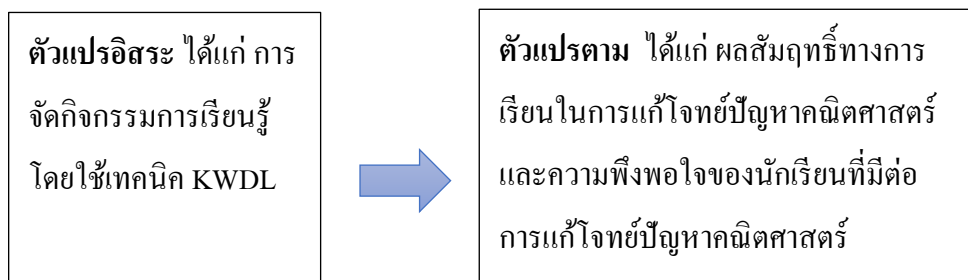 ตัวแปรอิสระ ได้แก่ การ
จัดกิจกรรมการเรียนรู้
โดยใช้เทคนิค KWDL
ตัวแปรตาม ได้แก่ ผลสัมฤทธิ์ทางการ
เรียนในการแก้โจทย์ปัญหาคณิตศาสตร์
และความพึงพอใจของนักเรียนที่มีต่อ
การแก้โจทย์ปัญหาคณิตศาสตร์